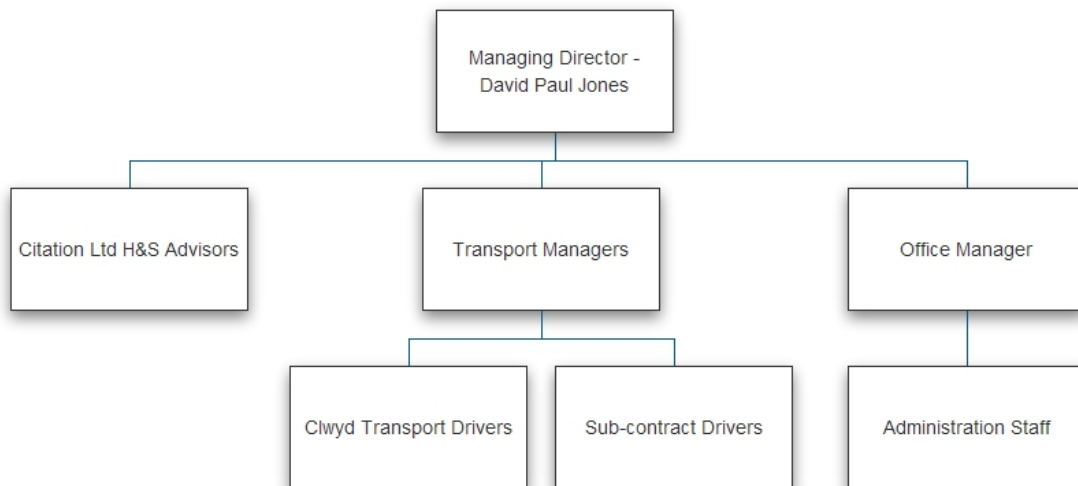 Managing Director -
David Paul Jones
Citation Ltd H&S Advisors
Transport Managers
Office Manager
Clwyd Transport Drivers
Sub-contract Drivers
Administration Staff